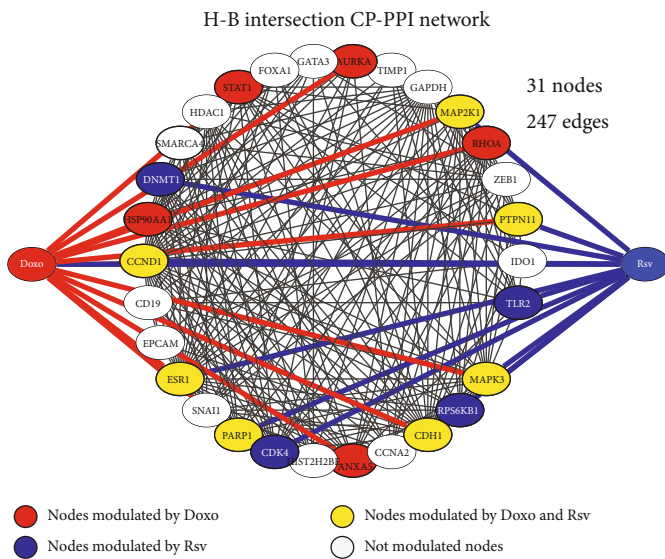 H-B intersection CP-PPI network
31 nodes
247 edges
GATA3
AURKA
FOXA1
TIMP1
STAT1
GAPDH
HDAC1
MAP2K1
SMARCA4
RHOA
DNMT1
ZEB1
HSP90AA1
PTPN11
Doxo
CCND1
IDO1
Rsv
CD19
TLR2
EPCAM
ESR1
MAPK3
SNAI1
RPS6KB1
PARP1
CDH1
CDK4
HIST2H2BE
ANXA5
CCNA2
Nodes modulated by Doxo
Nodes modulated by Doxo and Rsv
Nodes modulated by Rsv
Not modulated nodes